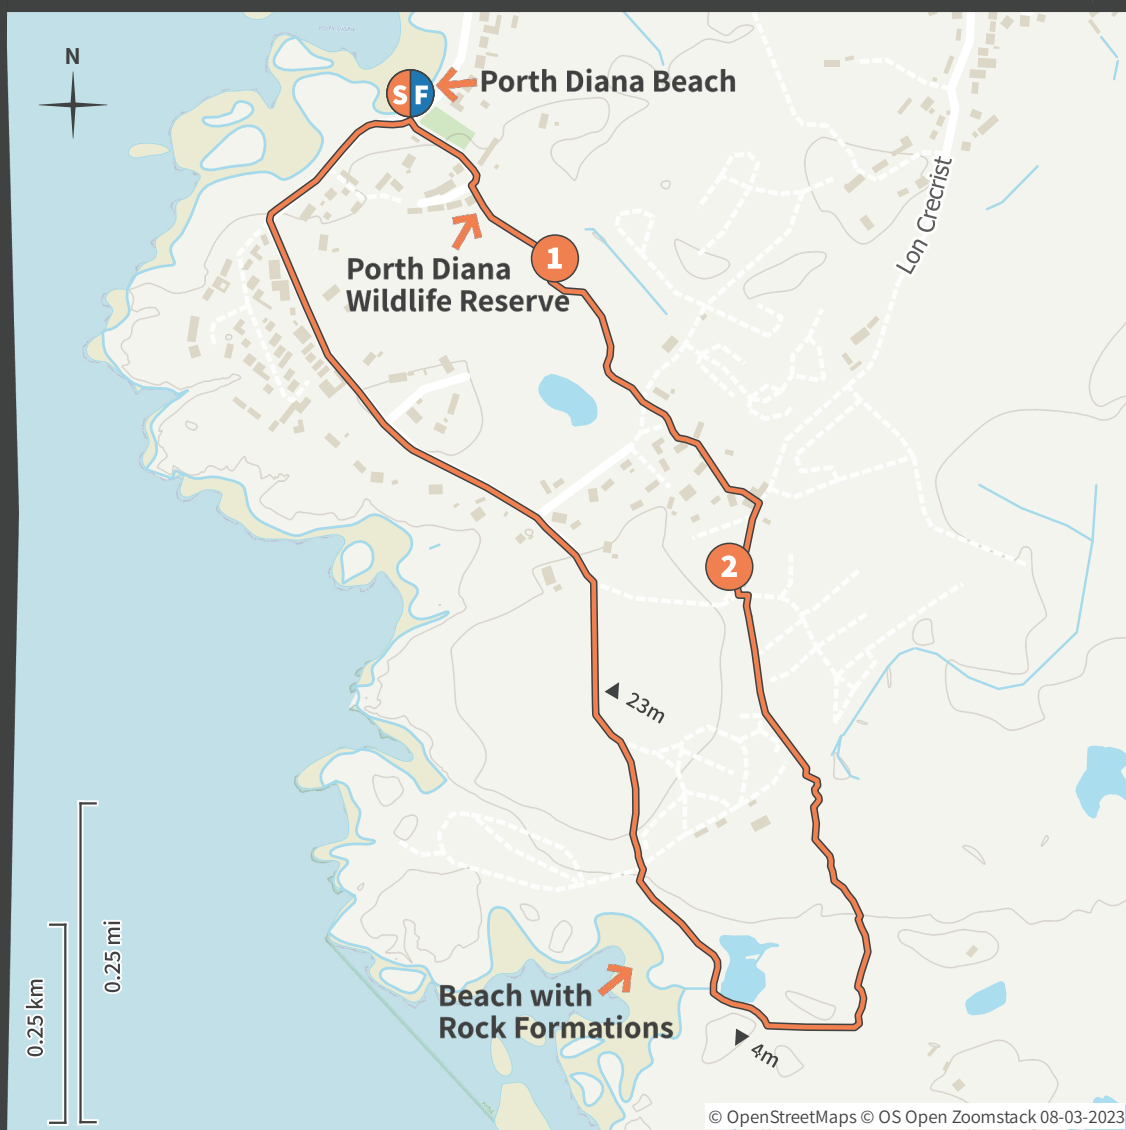 N
S F
Porth Diana Beach
Lon Crecrist
1
Porth Diana
Wildlife Reserve
2
23m
0.25 mi
0.25 km
Beach with
Rock Formations
4m
© OpenStreetMaps © OS Open Zoomstack 08-03-2023